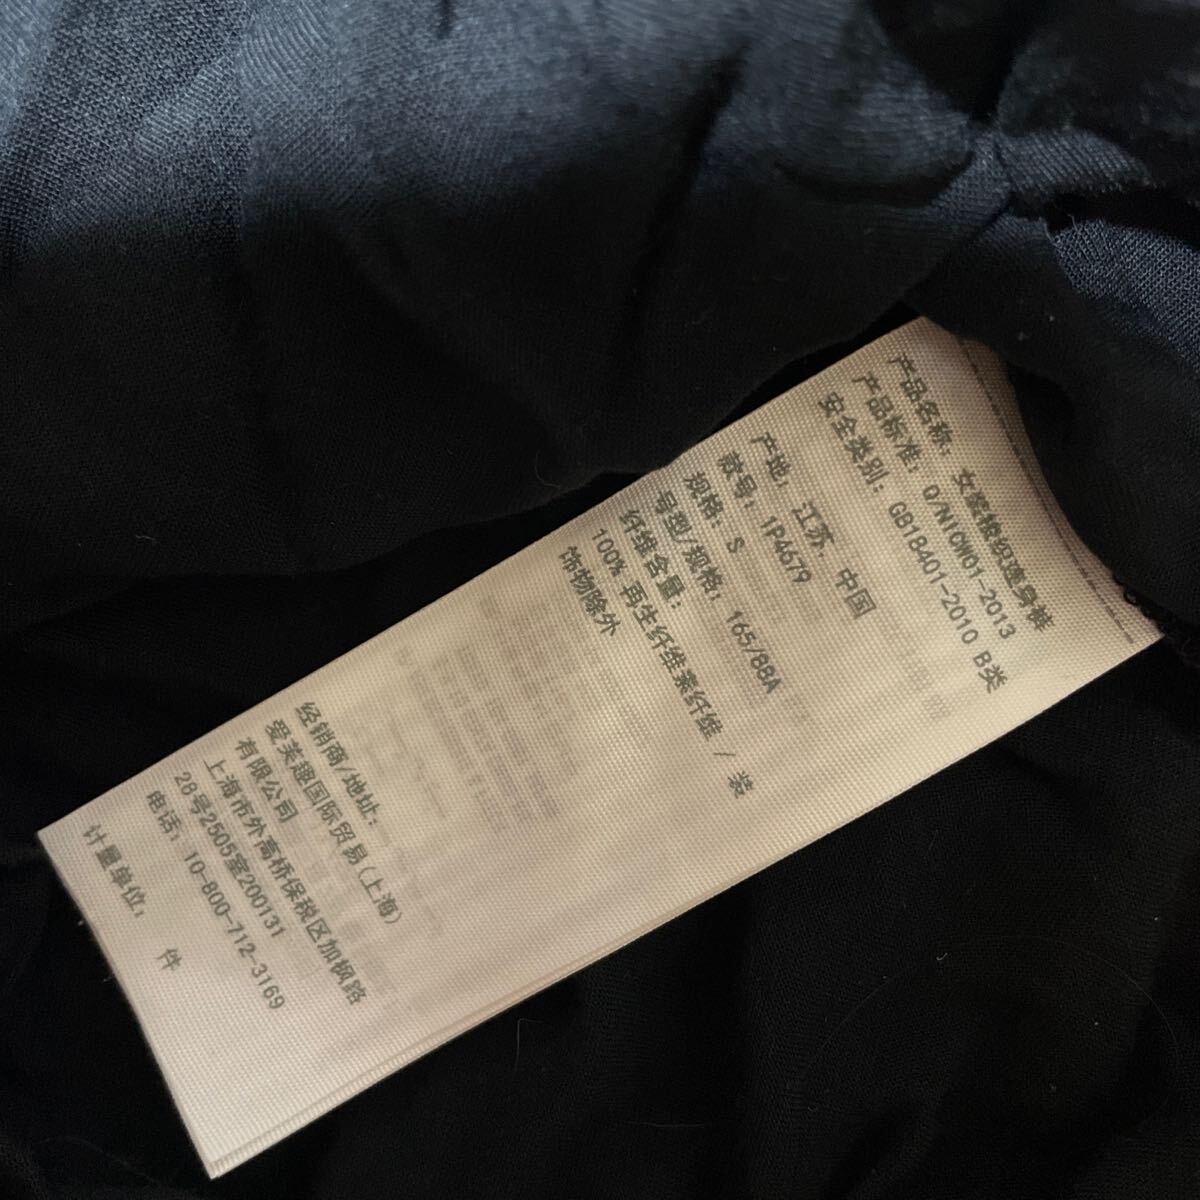 产品名称: 女装梭织连身裤
产品标准: Q/NICW01-2013
安全类别: GB18401-2010 B类
产地: 江苏, 中国
款号: 1P4679
规格: S
号型/规格: 165/88A
纤维含量:
100% 再生纤维素纤维 / 装
饰物除外
经销商/地址:
爱芙趣国际贸易(上海)
有限公司
上海市外高桥保税区加枫路
28号2505室200131
电话: 10-800-712-3169
计量单位: 件